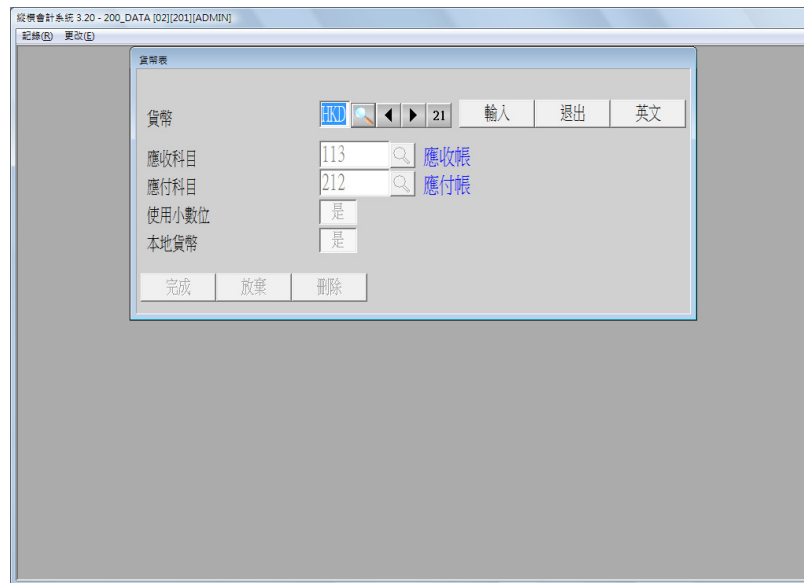 縱橫會計系統 3.20 - 200_DATA [02][201][ADMIN]
記錄(R) 更改(E)
貨幣表
貨幣 HKD 21 輸入 退出 英文
應收科目 113 應收帳
應付科目 212 應付帳
使用小數位 是
本地貨幣 是
完成 放棄 刪除